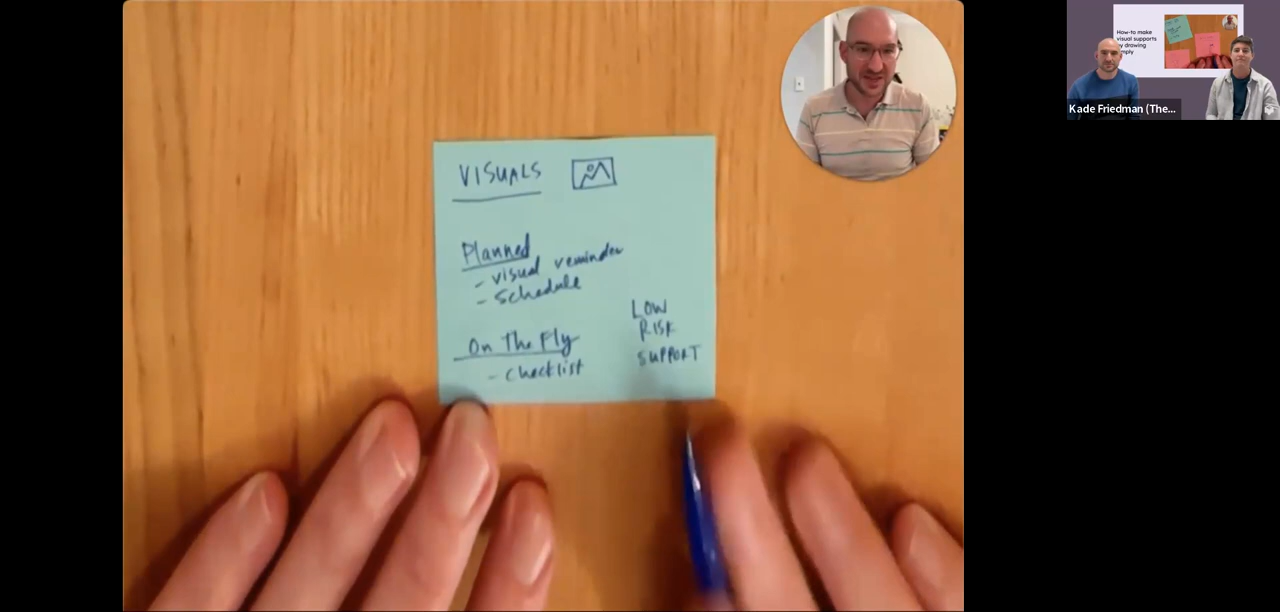 VISUALS
Planned
- visual reminder
- Schedule
On The Fly
- Checklist
LOW
RISK
SUPPORT
How-to make
visual supports
by drawing
simply
Kade Friedman (The...